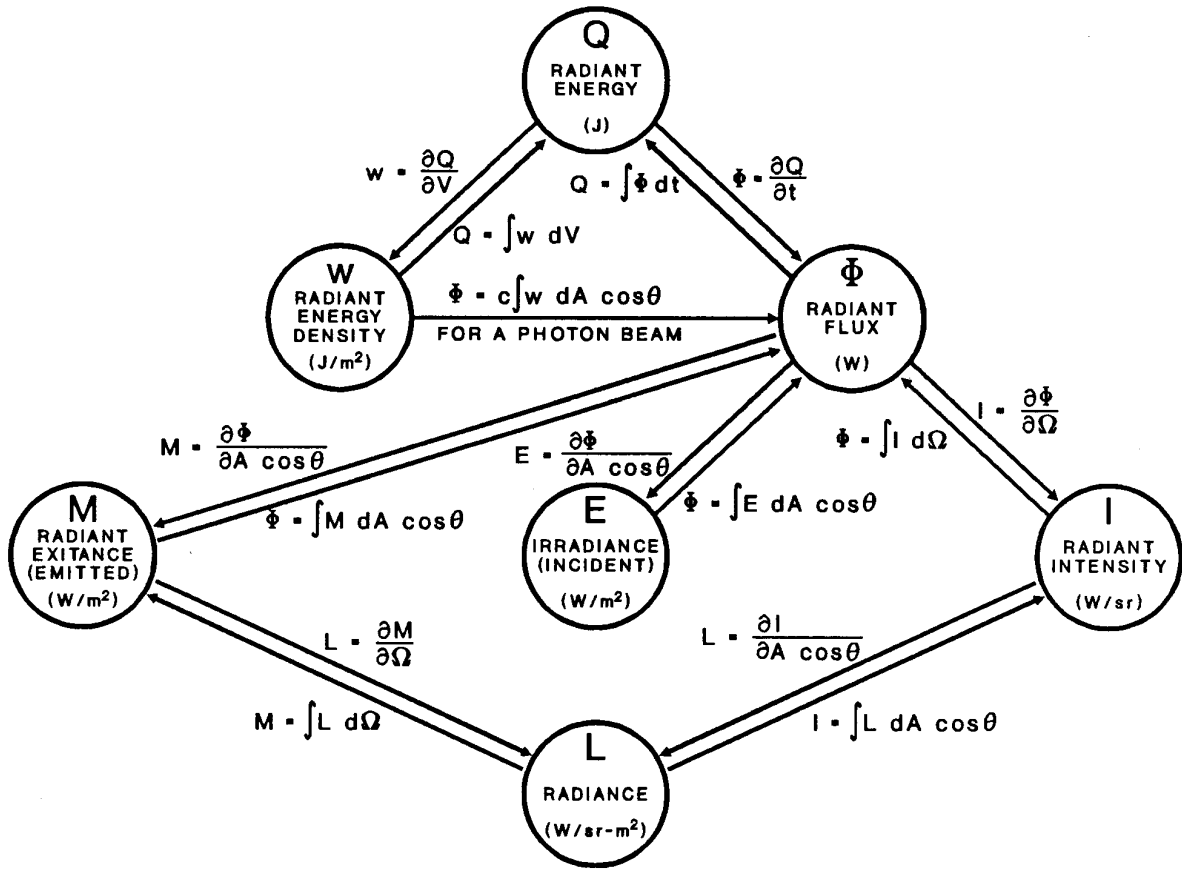 Q
RADIANT
ENERGY
(J)
w = ∂Q/∂V
Q = ∫Φ dt
Φ = ∂Q/∂t
Q = ∫w dV
W
RADIANT
ENERGY
DENSITY
(J/m²)
Φ = c∫w dA cosθ
FOR A PHOTON BEAM
Φ
RADIANT
FLUX
(W)
M = ∂Φ/∂A cosθ
E = ∂Φ/∂A cosθ
Φ = ∫I dΩ
I = ∂Φ/∂Ω
Φ = ∫M dA cosθ
Φ = ∫E dA cosθ
M
RADIANT
EXITANCE
(EMITTED)
(W/m²)
E
IRRADIANCE
(INCIDENT)
(W/m²)
I
RADIANT
INTENSITY
(W/sr)
L = ∂M/∂Ω
L = ∂I/∂A cosθ
M = ∫L dΩ
I = ∫L dA cosθ
L
RADIANCE
(W/sr-m²)